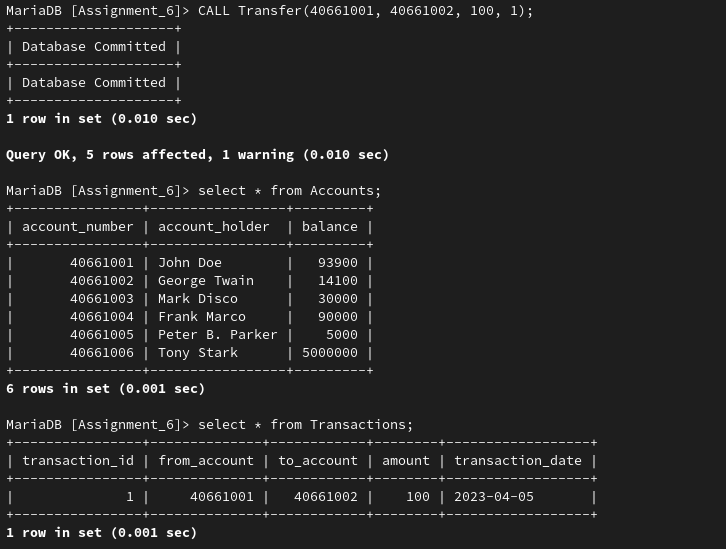 MariaDB [Assignment_6]> CALL Transfer(40661001, 40661002, 100, 1);
+--------------------+
| Database Committed |
+--------------------+
| Database Committed |
+--------------------+
1 row in set (0.010 sec)

Query OK, 5 rows affected, 1 warning (0.010 sec)

MariaDB [Assignment_6]> select * from Accounts;
+----------------+-----------------+---------+
| account_number | account_holder  | balance |
+----------------+-----------------+---------+
|       40661001 | John Doe        |   93900 |
|       40661002 | George Twain    |   14100 |
|       40661003 | Mark Disco      |   30000 |
|       40661004 | Frank Marco     |   90000 |
|       40661005 | Peter B. Parker |    5000 |
|       40661006 | Tony Stark      | 5000000 |
+----------------+-----------------+---------+
6 rows in set (0.001 sec)

MariaDB [Assignment_6]> select * from Transactions;
+----------------+--------------+------------+--------+------------------+
| transaction_id | from_account | to_account | amount | transaction_date |
+----------------+--------------+------------+--------+------------------+
|              1 |     40661001 |   40661002 |    100 | 2023-04-05       |
+----------------+--------------+------------+--------+------------------+
1 row in set (0.001 sec)